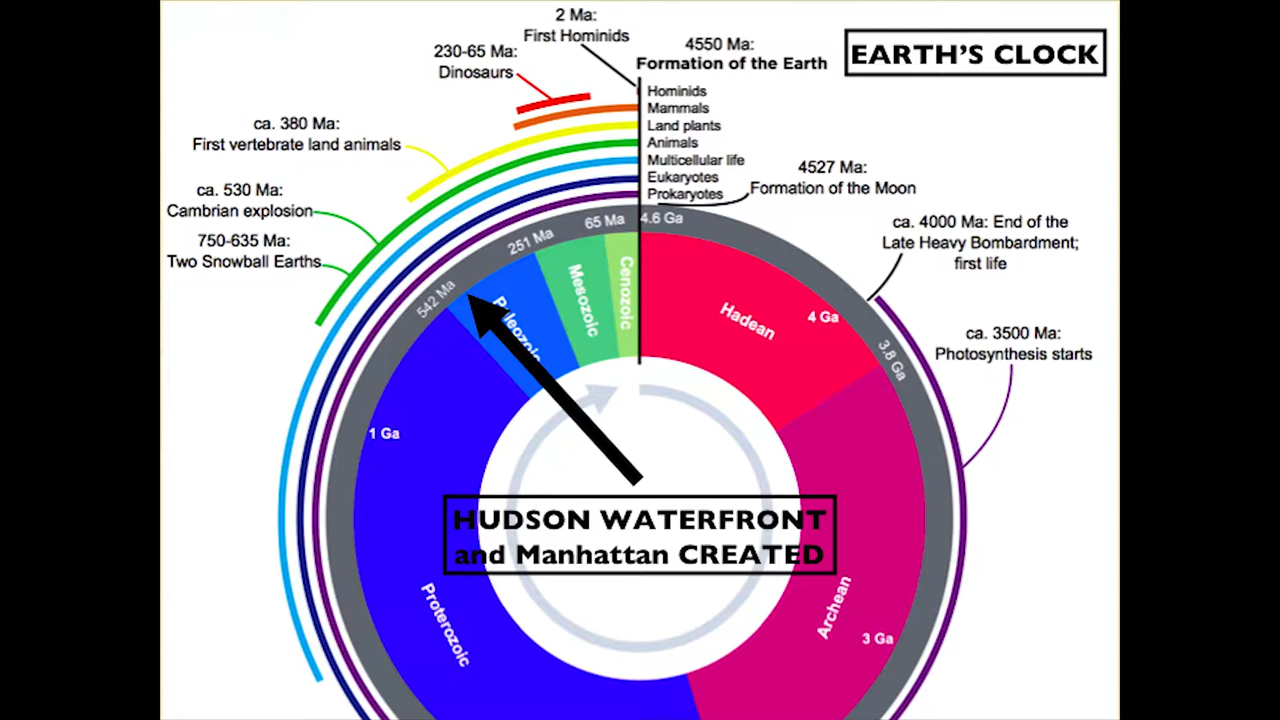 2 Ma:
First Hominids
230-65 Ma:
Dinosaurs
4550 Ma:
Formation of the Earth
EARTH'S CLOCK
Hominids
Mammals
Land plants
Animals
Multicellular life
Eukaryotes
Prokaryotes
ca. 380 Ma:
First vertebrate land animals
4527 Ma:
Formation of the Moon
ca. 530 Ma:
Cambrian explosion
750-635 Ma:
Two Snowball Earths
ca. 4000 Ma: End of the
Late Heavy Bombardment;
first life
ca. 3500 Ma:
Photosynthesis starts
542 Ma
251 Ma
65 Ma
4.6 Ga
4 Ga
3.8 Ga
3 Ga
1 Ga
Paleozoic
Mesozoic
Cenozoic
Hadean
Archean
Proterozoic
HUDSON WATERFRONT
and Manhattan CREATED